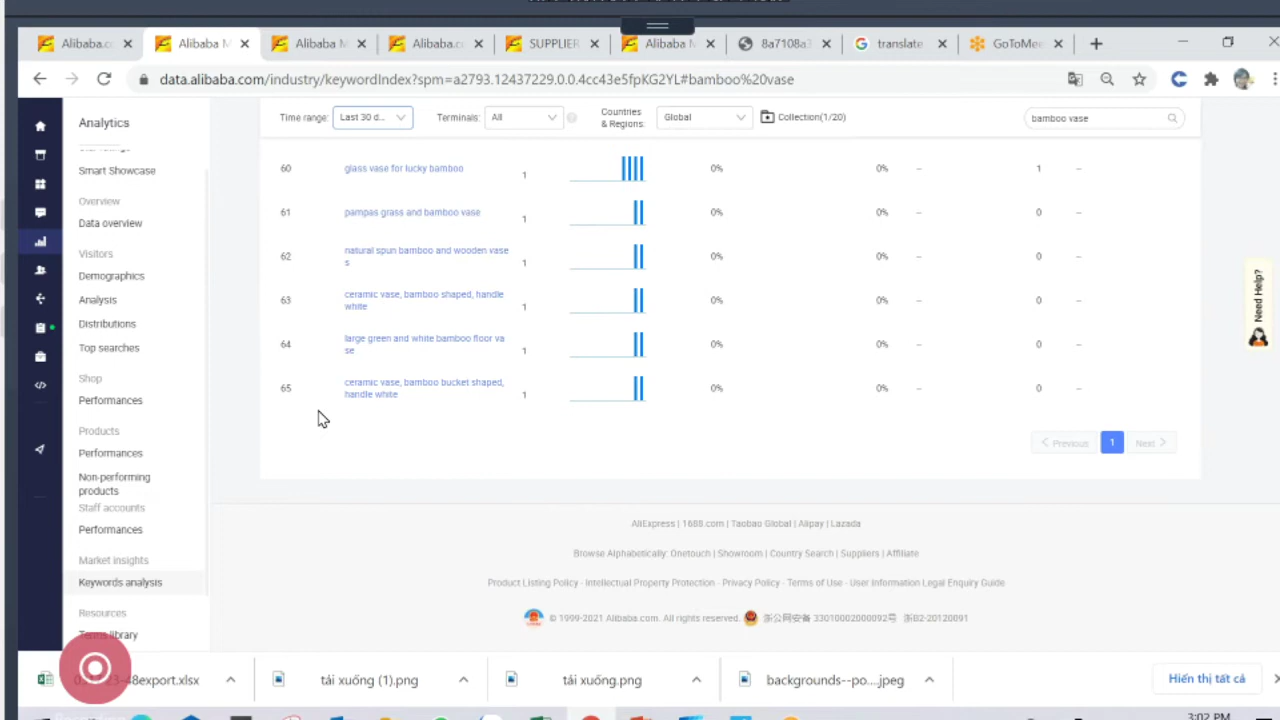 Alibaba.c
Alibaba M
Alibaba M
Alibaba.c
SUPPLIER
Alibaba M
8a7108a
translate
GoToMe
data.alibaba.com/industry/keywordIndex?spm=a2793.12437229.0.0.4cc43e5fpKG2YL#bamboo%20vase
Analytics
Smart Showcase
Overview
Data overview
Visitors
Demographics
Analysis
Distributions
Top searches
Shop
Performances
Products
Performances
Non-performing
products
Staff accounts
Performances
Market insights
Keywords analysis
Resources
Terms library
Time range: Last 30 d... Terminals: All Countries & Regions: Global Collection(1/20) bamboo vase
60 glass vase for lucky bamboo 1 0% 0% -- 1 --
61 pampas grass and bamboo vase 1 0% 0% -- 0 --
62 natural spun bamboo and wooden vase
s 1 0% 0% -- 0 --
63 ceramic vase, bamboo shaped, handle
white 1 0% 0% -- 0 --
64 large green and white bamboo floor va
se 1 0% 0% -- 0 --
65 ceramic vase, bamboo bucket shaped,
handle white 1 0% 0% -- 0 --
Previous 1 Next
AliExpress | 1688.com | Taobao Global | Alipay | Lazada
Browse Alphabetically: Onetouch | Showroom | Country Search | Suppliers | Affiliate
Product Listing Policy - Intellectual Property Protection - Privacy Policy - Terms of Use - User Information Legal Enquiry Guide
© 1999-2021 Alibaba.com. All rights reserved. 浙公网安备 33010002000092号 浙B2-20120091
Need Help?
48export.xlsx
tải xuống (1).png
tải xuống.png
backgrounds--po....jpeg
Hiển thị tất cả
3:02 PM